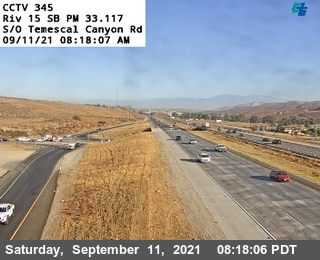 CCTV 345
Riv 15 SB PM 33.117
S/O Temescal Canyon Rd
09/11/21 08:18:07 AM
Saturday, September 11, 2021 08:18:06 PDT